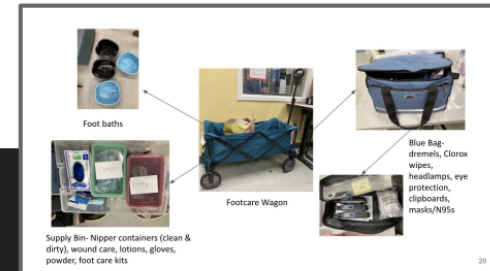 Foot baths
Blue Bag-
dremels, Clorox
wipes,
headlamps, eye
protection,
clipboards,
masks/N95s
Footcare Wagon
Supply Bin- Nipper containers (clean &
dirty), wound care, lotions, gloves,
powder, foot care kits
20